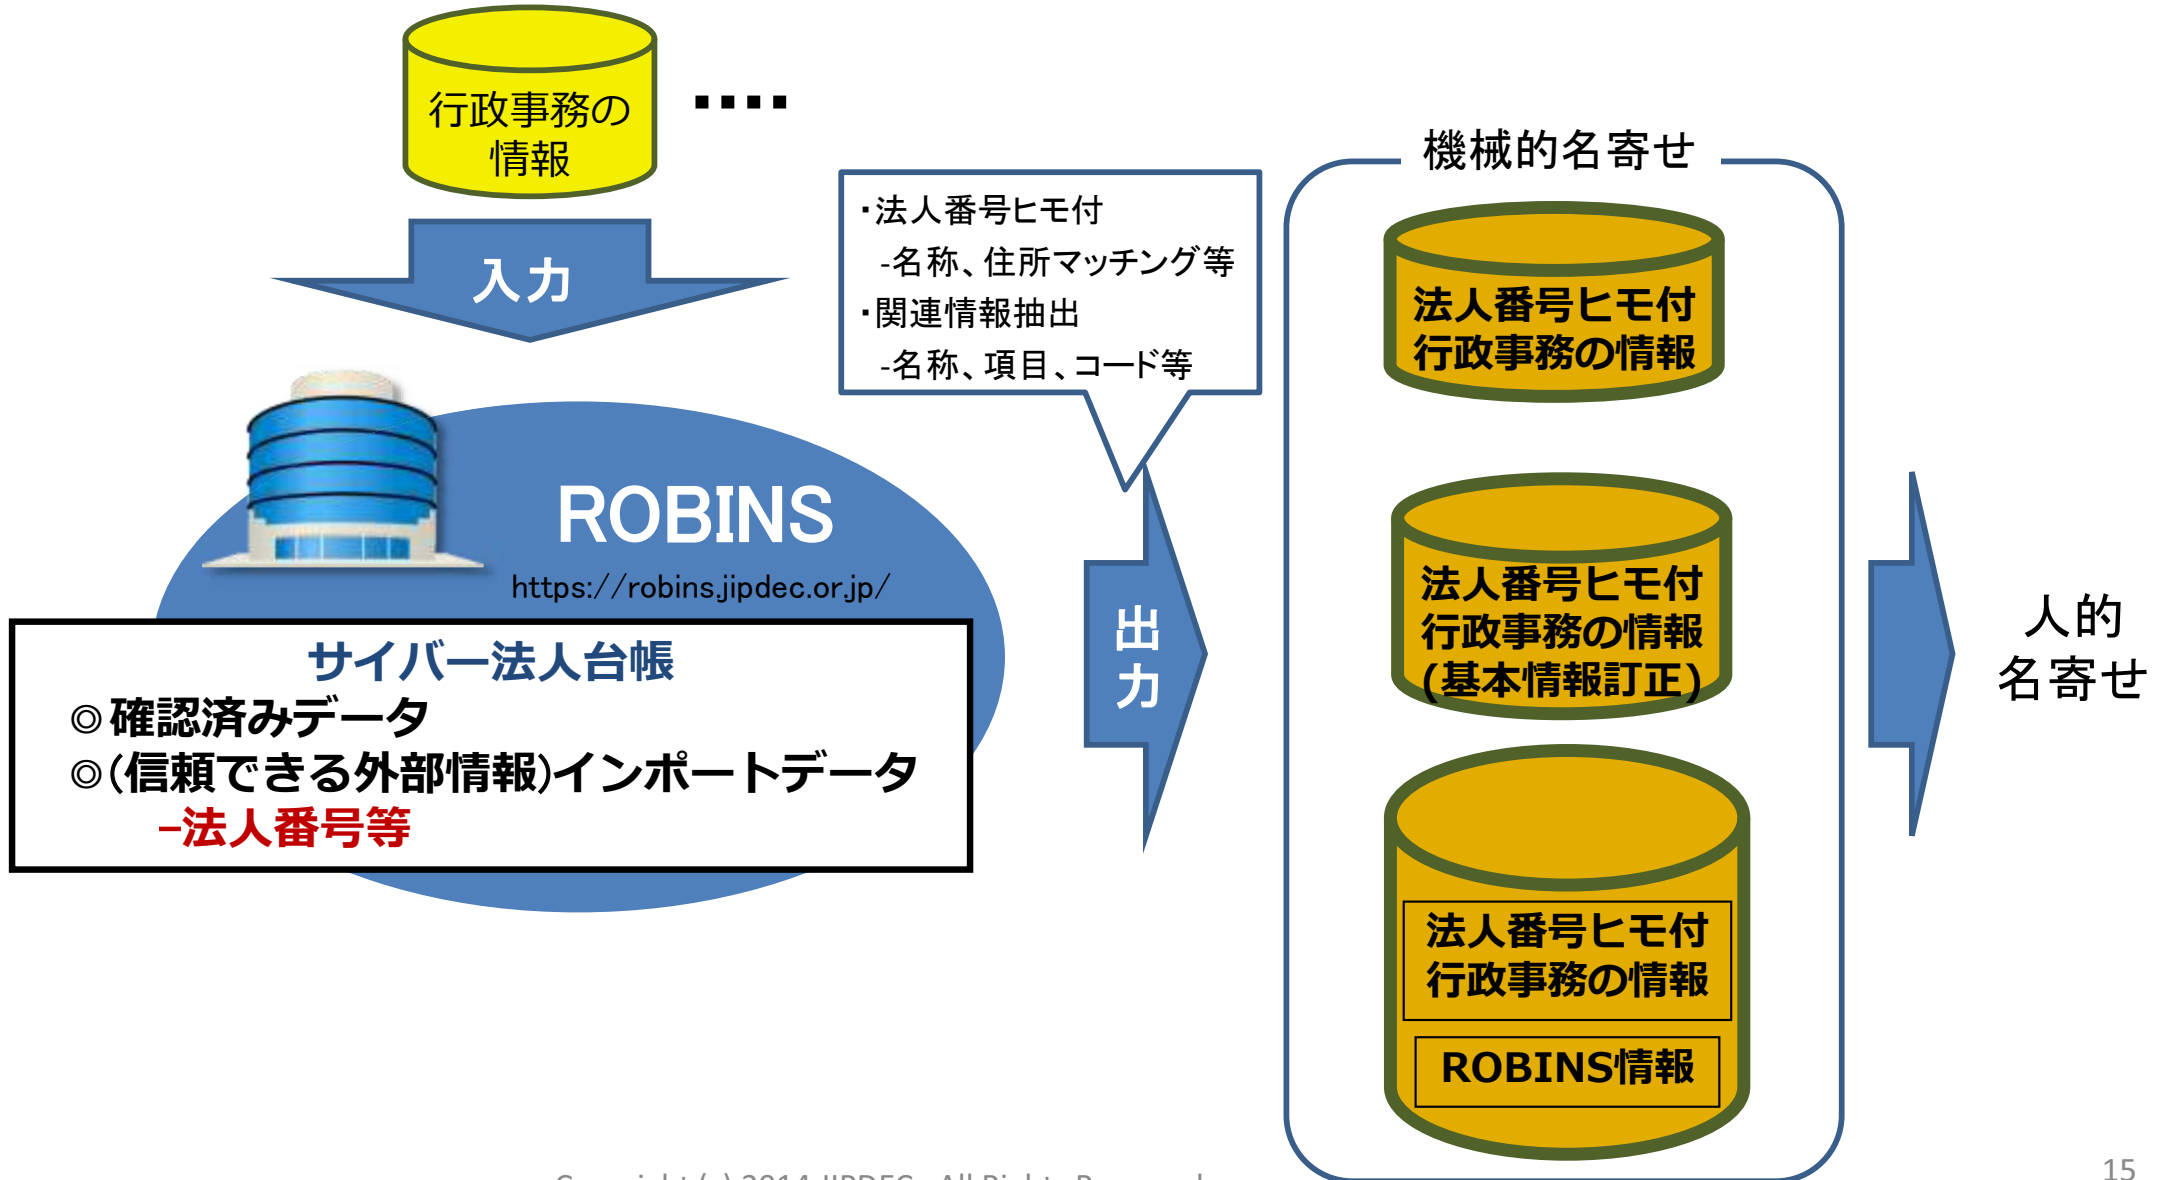 行政事務の
情報
▪▪▪▪
入力
・法人番号ヒモ付
-名称、住所マッチング等
・関連情報抽出
-名称、項目、コード等
ROBINS
https://robins.jipdec.or.jp/
サイバー法人台帳
◎確認済みデータ
◎(信頼できる外部情報)インポートデータ
–法人番号等
出
力
機械的名寄せ
法人番号ヒモ付
行政事務の情報
法人番号ヒモ付
行政事務の情報
(基本情報訂正)
法人番号ヒモ付
行政事務の情報
ROBINS情報
人的
名寄せ
Copyright (c) 2014 JIPDEC All Rights Reserved
15